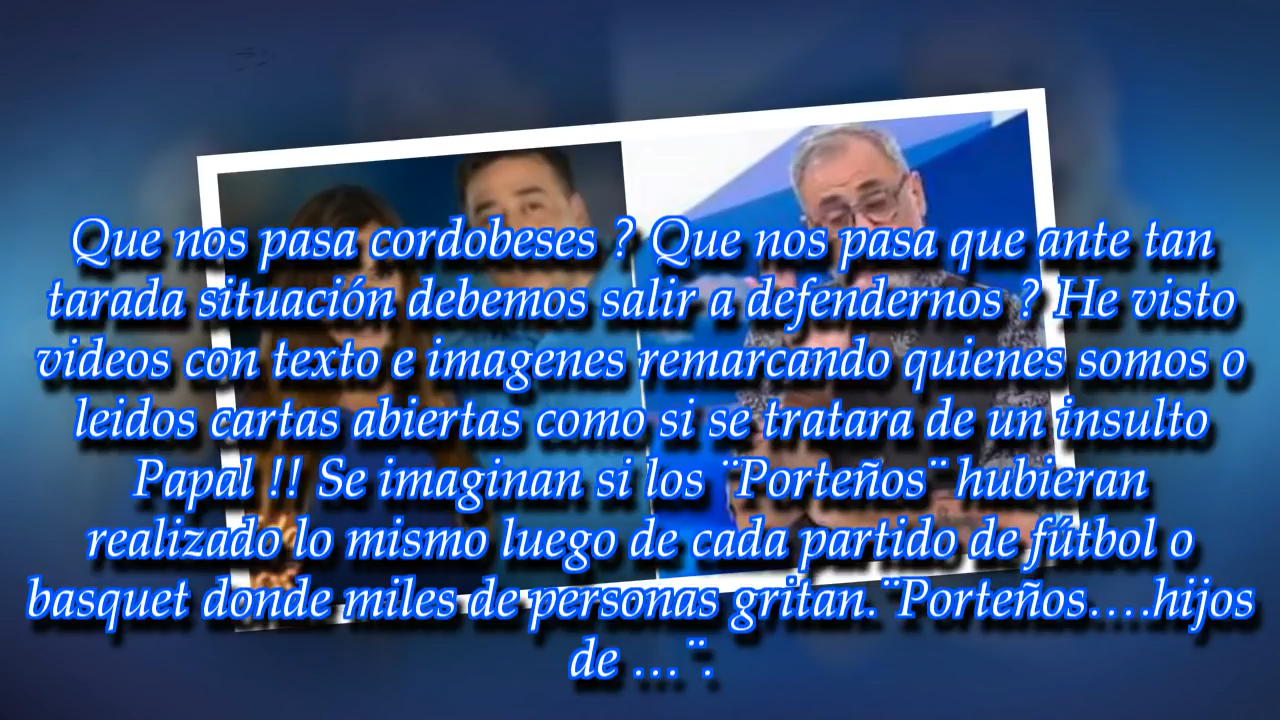 Que nos pasa cordobeses ? Que nos pasa que ante tan
tarada situación debemos salir a defendernos ? He visto
videos con texto e imagenes remarcando quienes somos o
leidos cartas abiertas como si se tratara de un insulto
Papal !! Se imaginan si los ¨Porteños¨ hubieran
realizado lo mismo luego de cada partido de fútbol o
basquet donde miles de personas gritan. ¨Porteños….hijos
de …¨.